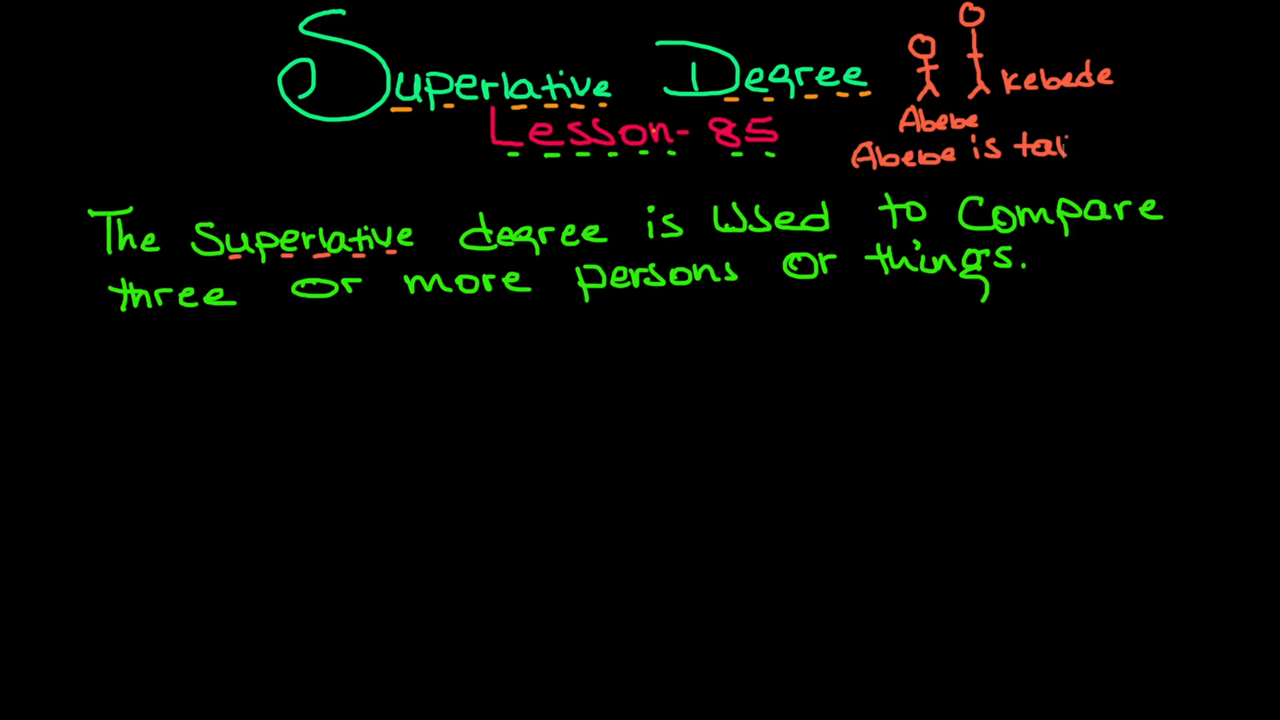 Superlative Degree
Lesson-85
Kebede
Abebe
Abebe is tal
The Superlative degree is Used to Compare
three or more persons or things.